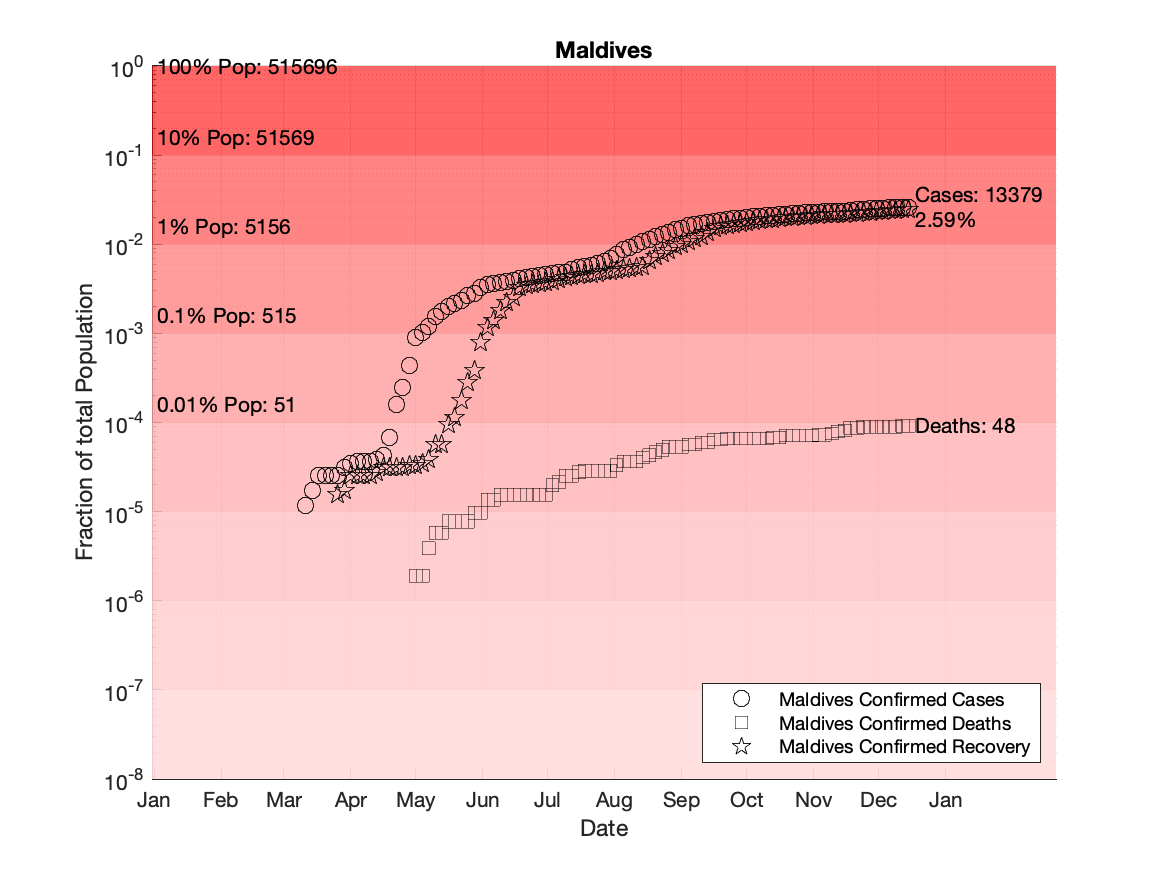 Maldives
10⁰
100% Pop: 515696
10% Pop: 51569
10⁻¹
Cases: 13379
2.59%
1% Pop: 5156
10⁻²
0.1% Pop: 515
10⁻³
0.01% Pop: 51
10⁻⁴
Deaths: 48
10⁻⁵
10⁻⁶
10⁻⁷
10⁻⁸
Fraction of total Population
Maldives Confirmed Cases
Maldives Confirmed Deaths
Maldives Confirmed Recovery
Jan Feb Mar Apr May Jun Jul Aug Sep Oct Nov Dec Jan
Date